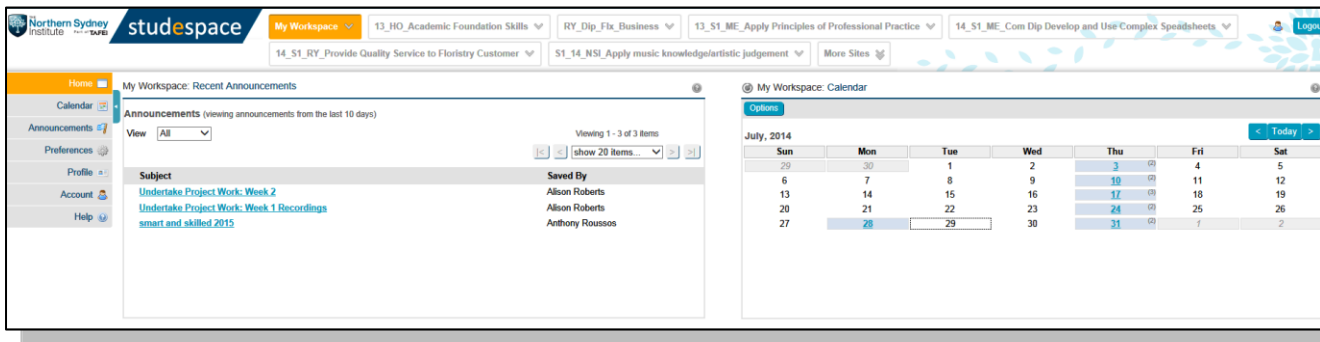 Northern Sydney
Institute Part of TAFE
studespace
My Workspace
13_HO_Academic Foundation Skills
RY_Dip_Flx_Business
13_S1_ME_Apply Principles of Professional Practice
14_S1_ME_Com Dip Develop and Use Complex Speadsheets
Logou
14_S1_RY_Provide Quality Service to Floristry Customer
S1_14_NSI_Apply music knowledge/artistic judgement
More Sites
Home
Calendar
Announcements
Preferences
Profile
Account
Help
My Workspace: Recent Announcements
Announcements (viewing announcements from the last 10 days)
View All
Viewing 1 - 3 of 3 items
|< < show 20 items... > >|
Subject Saved By
Undertake Project Work: Week 2 Alison Roberts
Undertake Project Work: Week 1 Recordings Alison Roberts
smart and skilled 2015 Anthony Roussos
My Workspace: Calendar
Options
July, 2014
< Today >
Sun Mon Tue Wed Thu Fri Sat
29 30 1 2 3 (2) 4 5
6 7 8 9 10 (2) 11 12
13 14 15 16 17 (3) 18 19
20 21 22 23 24 (2) 25 26
27 28 29 30 31 (2) 1 2